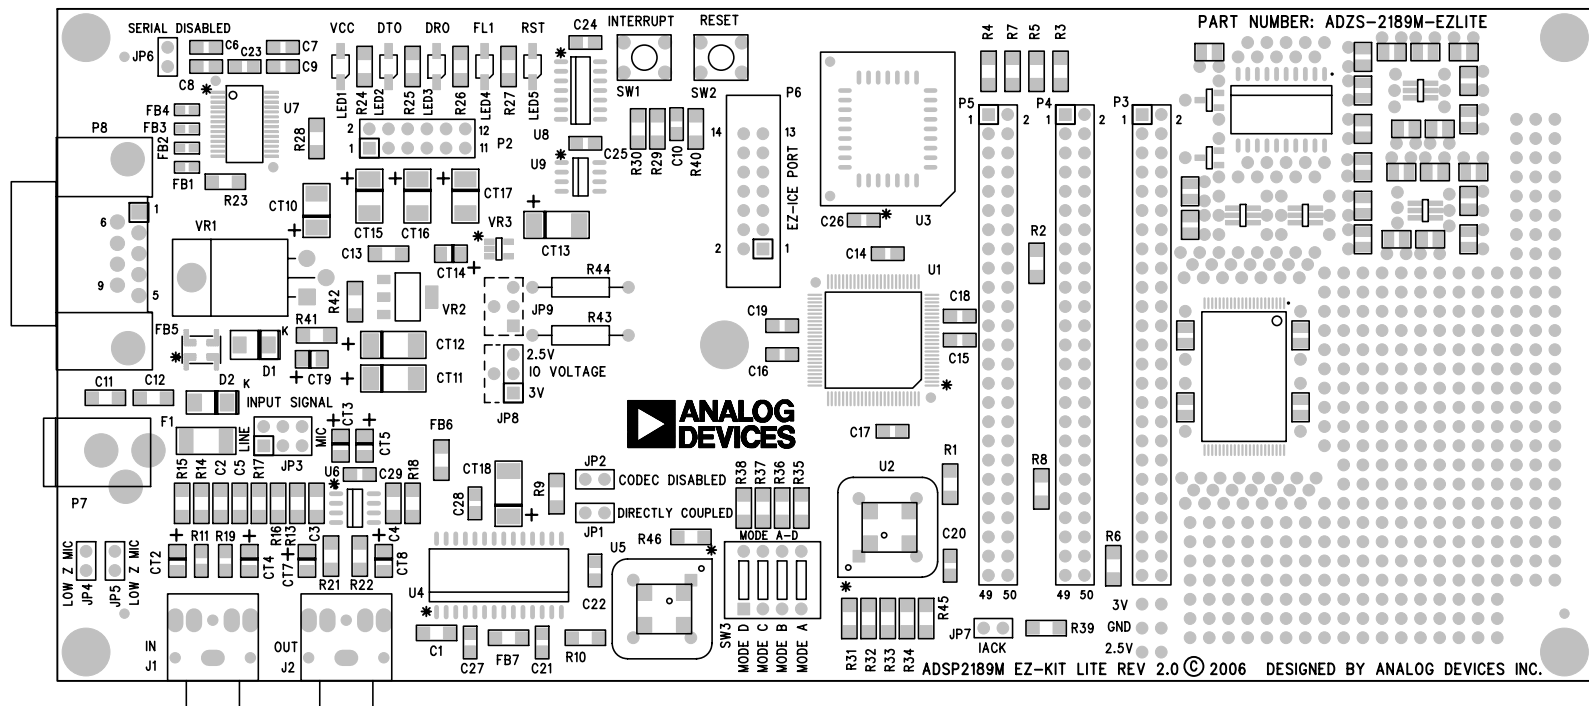 SERIAL DISABLED
VCC DTO DRO FL1 RST
C24
INTERRUPT
RESET
R4 R7 R5 R3
PART NUMBER: ADZS-2189M-EZLITE
JP6
C6 C23 C7
C8 C9
LED1 R24 LED2 R25 LED3 R26 LED4 R27 LED5
SW1 SW2
P6
P5 P4 P3
1 2 1 2 1 2
FB4
FB3
FB2
FB1
U7
R28
P8
2 12
1 11
P2
U8
C25
U9
R30 R29 C10 R40
14 13
EZ-ICE PORT
2 1
R23
CT10
CT15 CT16 CT17
VR3
CT13
C26
U3
R2
1
6
9
5
VR1
C13
CT14
C14
U1
R44
R42
VR2
JP9
R43
C19
C16
C18
C15
FB5
K
D1
R41
CT9
CT12
CT11
2.5V
IO VOLTAGE
3V
JP8
C11 C12
D2 K
INPUT SIGNAL
F1
LINE
MIC
JP3
CT3
CT5
FB6
ANALOG
DEVICES
C17
P7
R15 R14 C2 C5 R17
U6
C29
R18
CT18
C28
R9
JP2
CODEC DISABLED
JP1
DIRECTLY COUPLED
R38 R37 R36 R35
U2
R1
R8
R16 R13 C3
C4
R11 R19
CT2 CT4 CT7
R21 R22
CT8
R46
MODE A-D
C20
R6
LOW Z MIC
JP4
JP5
LOW Z MIC
U4
U5
C22
SW3
MODE D
MODE C
MODE B
MODE A
R45
49 50 49 50
3V
GND
2.5V
IN
J1
OUT
J2
C1
C27
FB7
C21
R10
R31 R32 R33 R34
JP7
IACK
R39
ADSP2189M EZ-KIT LITE REV 2.0 © 2006 DESIGNED BY ANALOG DEVICES INC.